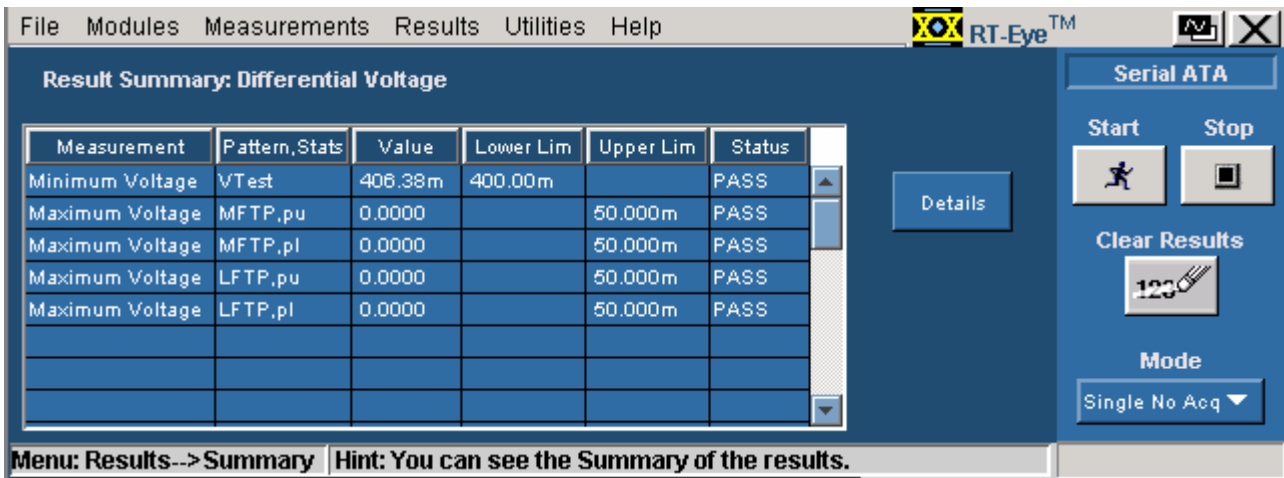 File Modules Measurements Results Utilities Help RT-Eye™
Result Summary: Differential Voltage
Serial ATA
Start Stop
Measurement Pattern,Stats Value Lower Lim Upper Lim Status
Minimum Voltage VTest 406.38m 400.00m PASS
Maximum Voltage MFTP,pu 0.0000 50.000m PASS
Maximum Voltage MFTP,pl 0.0000 50.000m PASS
Maximum Voltage LFTP,pu 0.0000 50.000m PASS
Maximum Voltage LFTP,pl 0.0000 50.000m PASS
Details
Clear Results
123
Mode
Single No Acq
Menu: Results-->Summary Hint: You can see the Summary of the results.